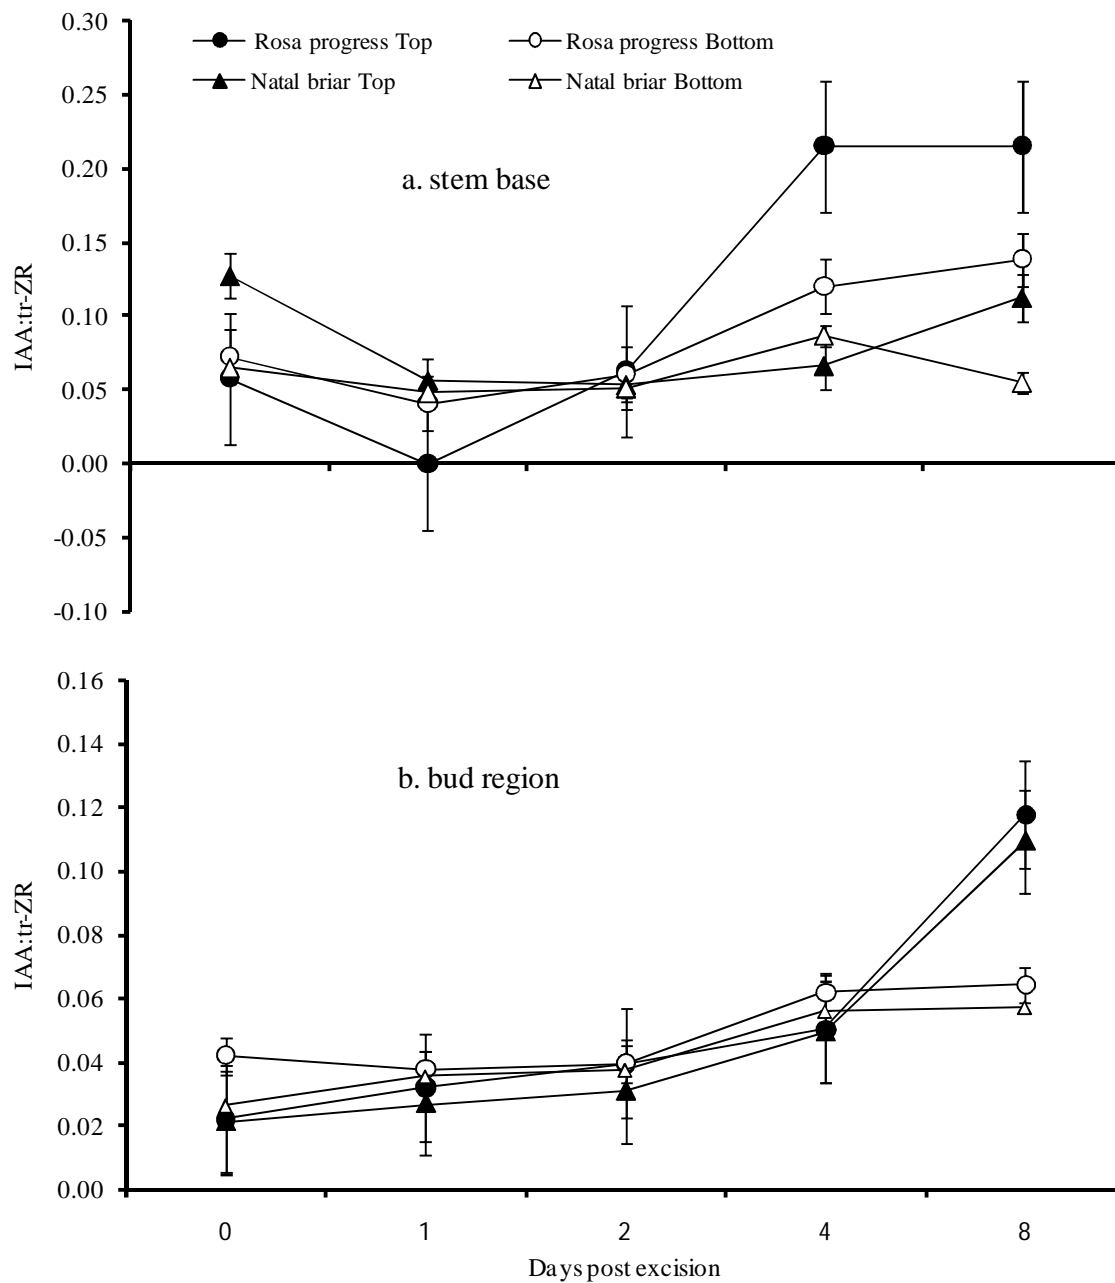 0.30
Rosa progress Top
Rosa progress Bottom
Natal briar Top
Natal briar Bottom
0.25
0.20
a. stem base
0.15
0.10
0.05
0.00
-0.05
-0.10
IAA:tr-ZR
0.16
0.14
b. bud region
0.12
0.10
0.08
0.06
0.04
0.02
0.00
IAA:tr-ZR
0 1 2 4 8
Days post excision